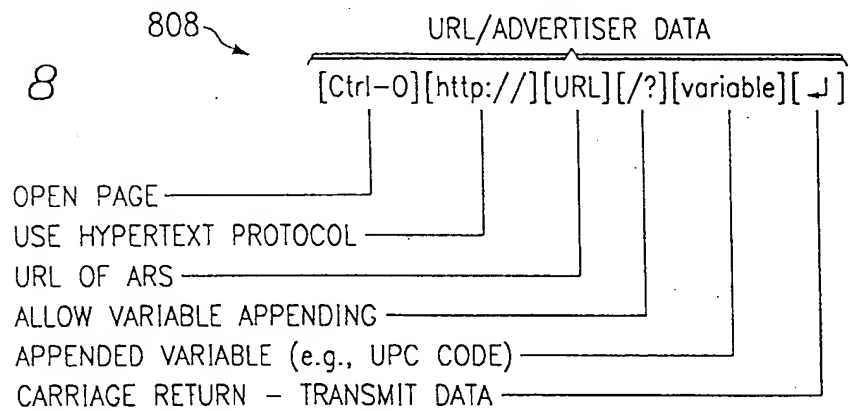 808
URL/ADVERTISER DATA
8
[Ctrl-O][http://][URL][/?][variable][↵]
OPEN PAGE
USE HYPERTEXT PROTOCOL
URL OF ARS
ALLOW VARIABLE APPENDING
APPENDED VARIABLE (e.g., UPC CODE)
CARRIAGE RETURN – TRANSMIT DATA